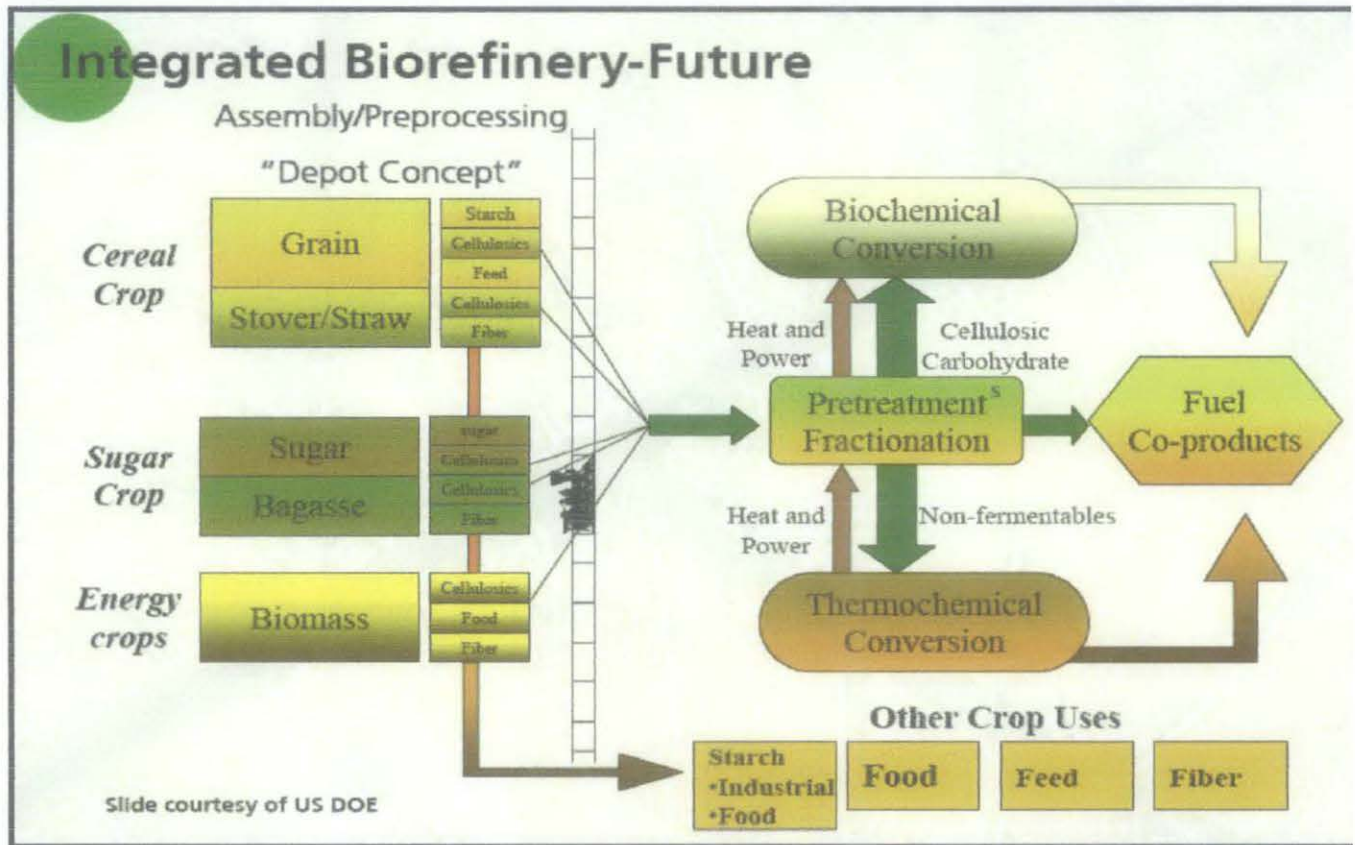 Integrated Biorefinery-Future
Assembly/Preprocessing
"Depot Concept"
Cereal
Crop
Grain
Stover/Straw
Starch
Cellulosics
Feed
Cellulosics
Fiber
Sugar
Crop
Sugar
Bagasse
sugar
Cellulosics
Cellulosics
Fiber
Energy
crops
Biomass
Cellulosics
Food
Fiber
Biochemical
Conversion
Heat and
Power
Cellulosic
Carbohydrate
s
Pretreatment
Fractionation
Fuel
Co-products
Heat and
Power
Non-fermentables
Thermochemical
Conversion
Other Crop Uses
Starch
•Industrial
•Food
Food
Feed
Fiber
Slide courtesy of US DOE